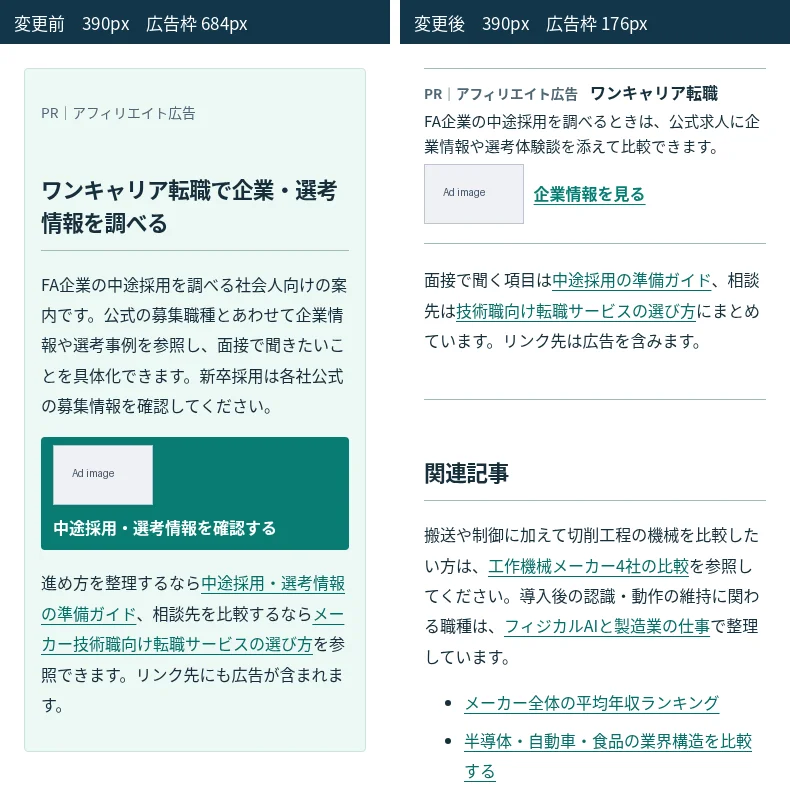 変更前　390px　広告枠 684px
PR｜アフィリエイト広告
ワンキャリア転職で企業・選考
情報を調べる
FA企業の中途採用を調べる社会人向けの案
内です。公式の募集職種とあわせて企業情
報や選考事例を参照し、面接で聞きたいこ
とを具体化できます。新卒採用は各社公式
の募集情報を確認してください。
Ad image
中途採用・選考情報を確認する
進め方を整理するなら中途採用・選考情報
の準備ガイド、相談先を比較するならメー
カー技術職向け転職サービスの選び方を参
照できます。リンク先にも広告が含まれま
す。
変更後　390px　広告枠 176px
PR｜アフィリエイト広告 ワンキャリア転職
FA企業の中途採用を調べるときは、公式求人に企
業情報や選考体験談を添えて比較できます。
Ad image
企業情報を見る
面接で聞く項目は中途採用の準備ガイド、相談
先は技術職向け転職サービスの選び方にまとめ
ています。リンク先は広告を含みます。
関連記事
搬送や制御に加えて切削工程の機械を比較した
い方は、工作機械メーカー4社の比較を参照し
てください。導入後の認識・動作の維持に関わ
る職種は、フィジカルAIと製造業の仕事で整理
しています。
メーカー全体の平均年収ランキング
半導体・自動車・食品の業界構造を比較
する